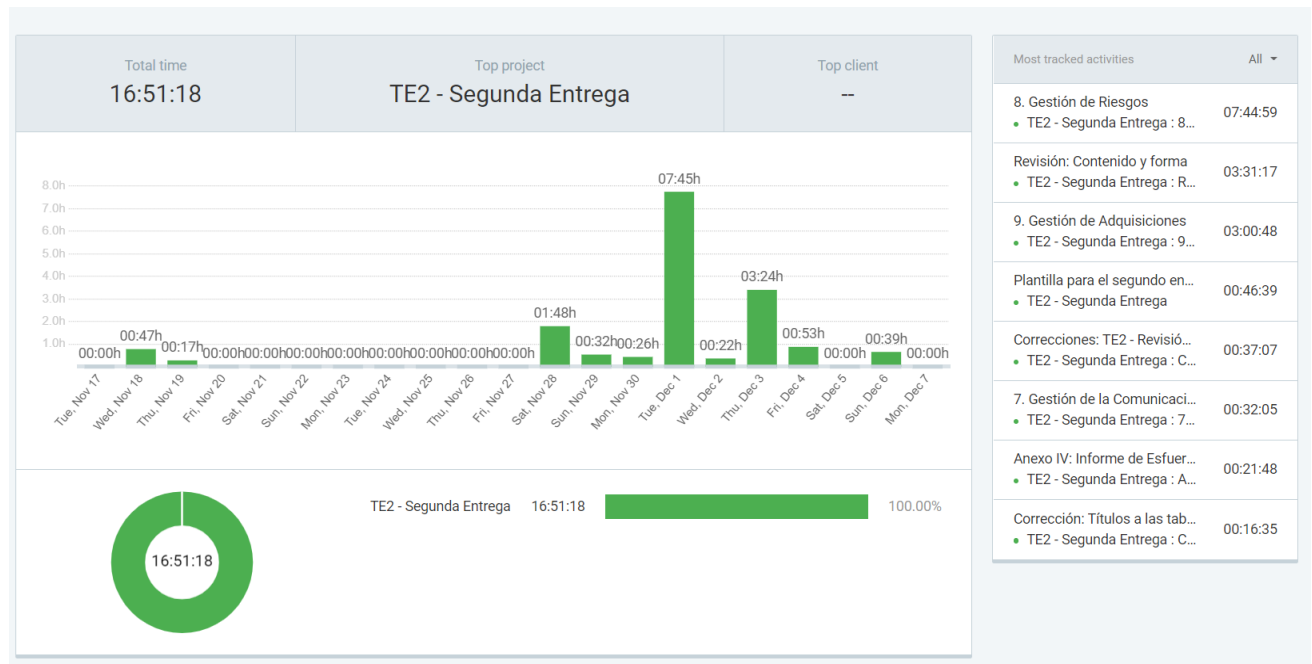 Total time
16:51:18
Top project
TE2 - Segunda Entrega
Top client
--
8.0h
7.0h
6.0h
5.0h
4.0h
3.0h
2.0h
1.0h
00:00h
00:47h
00:17h
00:00h
00:00h
00:00h
00:00h
00:00h
00:00h
00:00h
00:00h
01:48h
00:32h
00:26h
07:45h
00:22h
03:24h
00:53h
00:00h
00:39h
00:00h
Tue, Nov 17
Wed, Nov 18
Thu, Nov 19
Fri, Nov 20
Sat, Nov 21
Sun, Nov 22
Mon, Nov 23
Tue, Nov 24
Wed, Nov 25
Thu, Nov 26
Fri, Nov 27
Sat, Nov 28
Sun, Nov 29
Mon, Nov 30
Tue, Dec 1
Wed, Dec 2
Thu, Dec 3
Fri, Dec 4
Sat, Dec 5
Sun, Dec 6
Mon, Dec 7
16:51:18
TE2 - Segunda Entrega 16:51:18 100.00%
Most tracked activities All
8. Gestión de Riesgos
TE2 - Segunda Entrega : 8...
07:44:59
Revisión: Contenido y forma
TE2 - Segunda Entrega : R...
03:31:17
9. Gestión de Adquisiciones
TE2 - Segunda Entrega : 9...
03:00:48
Plantilla para el segundo en...
TE2 - Segunda Entrega
00:46:39
Correcciones: TE2 - Revisió...
TE2 - Segunda Entrega : C...
00:37:07
7. Gestión de la Comunicaci...
TE2 - Segunda Entrega : 7...
00:32:05
Anexo IV: Informe de Esfuer...
TE2 - Segunda Entrega : A...
00:21:48
Corrección: Títulos a las tab...
TE2 - Segunda Entrega : C...
00:16:35